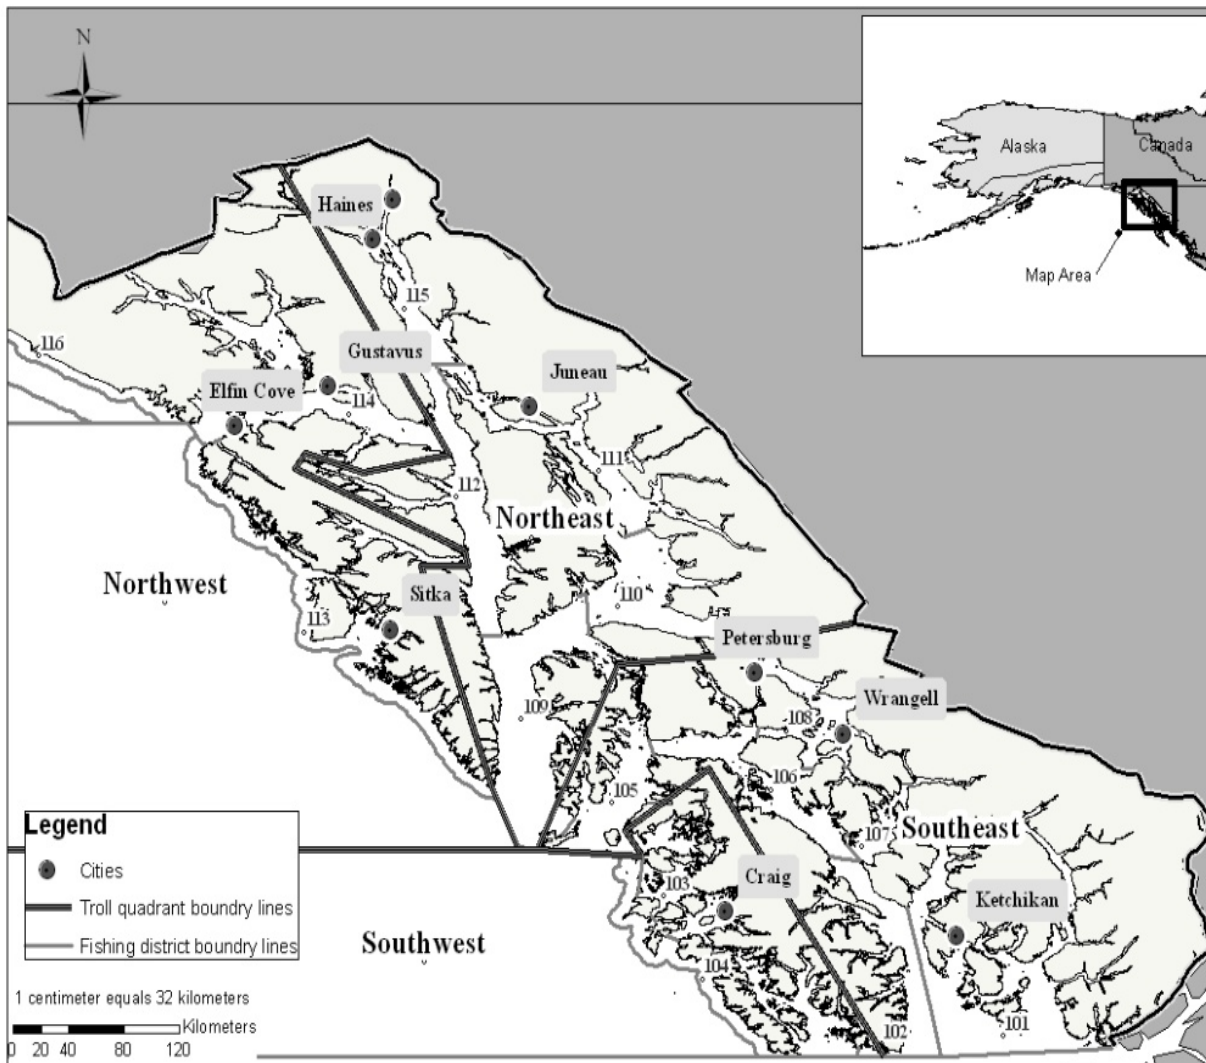 N
Alaska
Canada
Map Area
Haines
115
116
Gustavus
Juneau
Elfin Cove
114
111
112
Northeast
Northwest
Sitka
110
113
Petersburg
Wrangell
109
108
106
105
107
Southeast
Craig
103
Ketchikan
Southwest
104
102
101
Legend
Cities
Troll quadrant boundry lines
Fishing district boundry lines
1 centimeter equals 32 kilometers
Kilometers
0 20 40 80 120